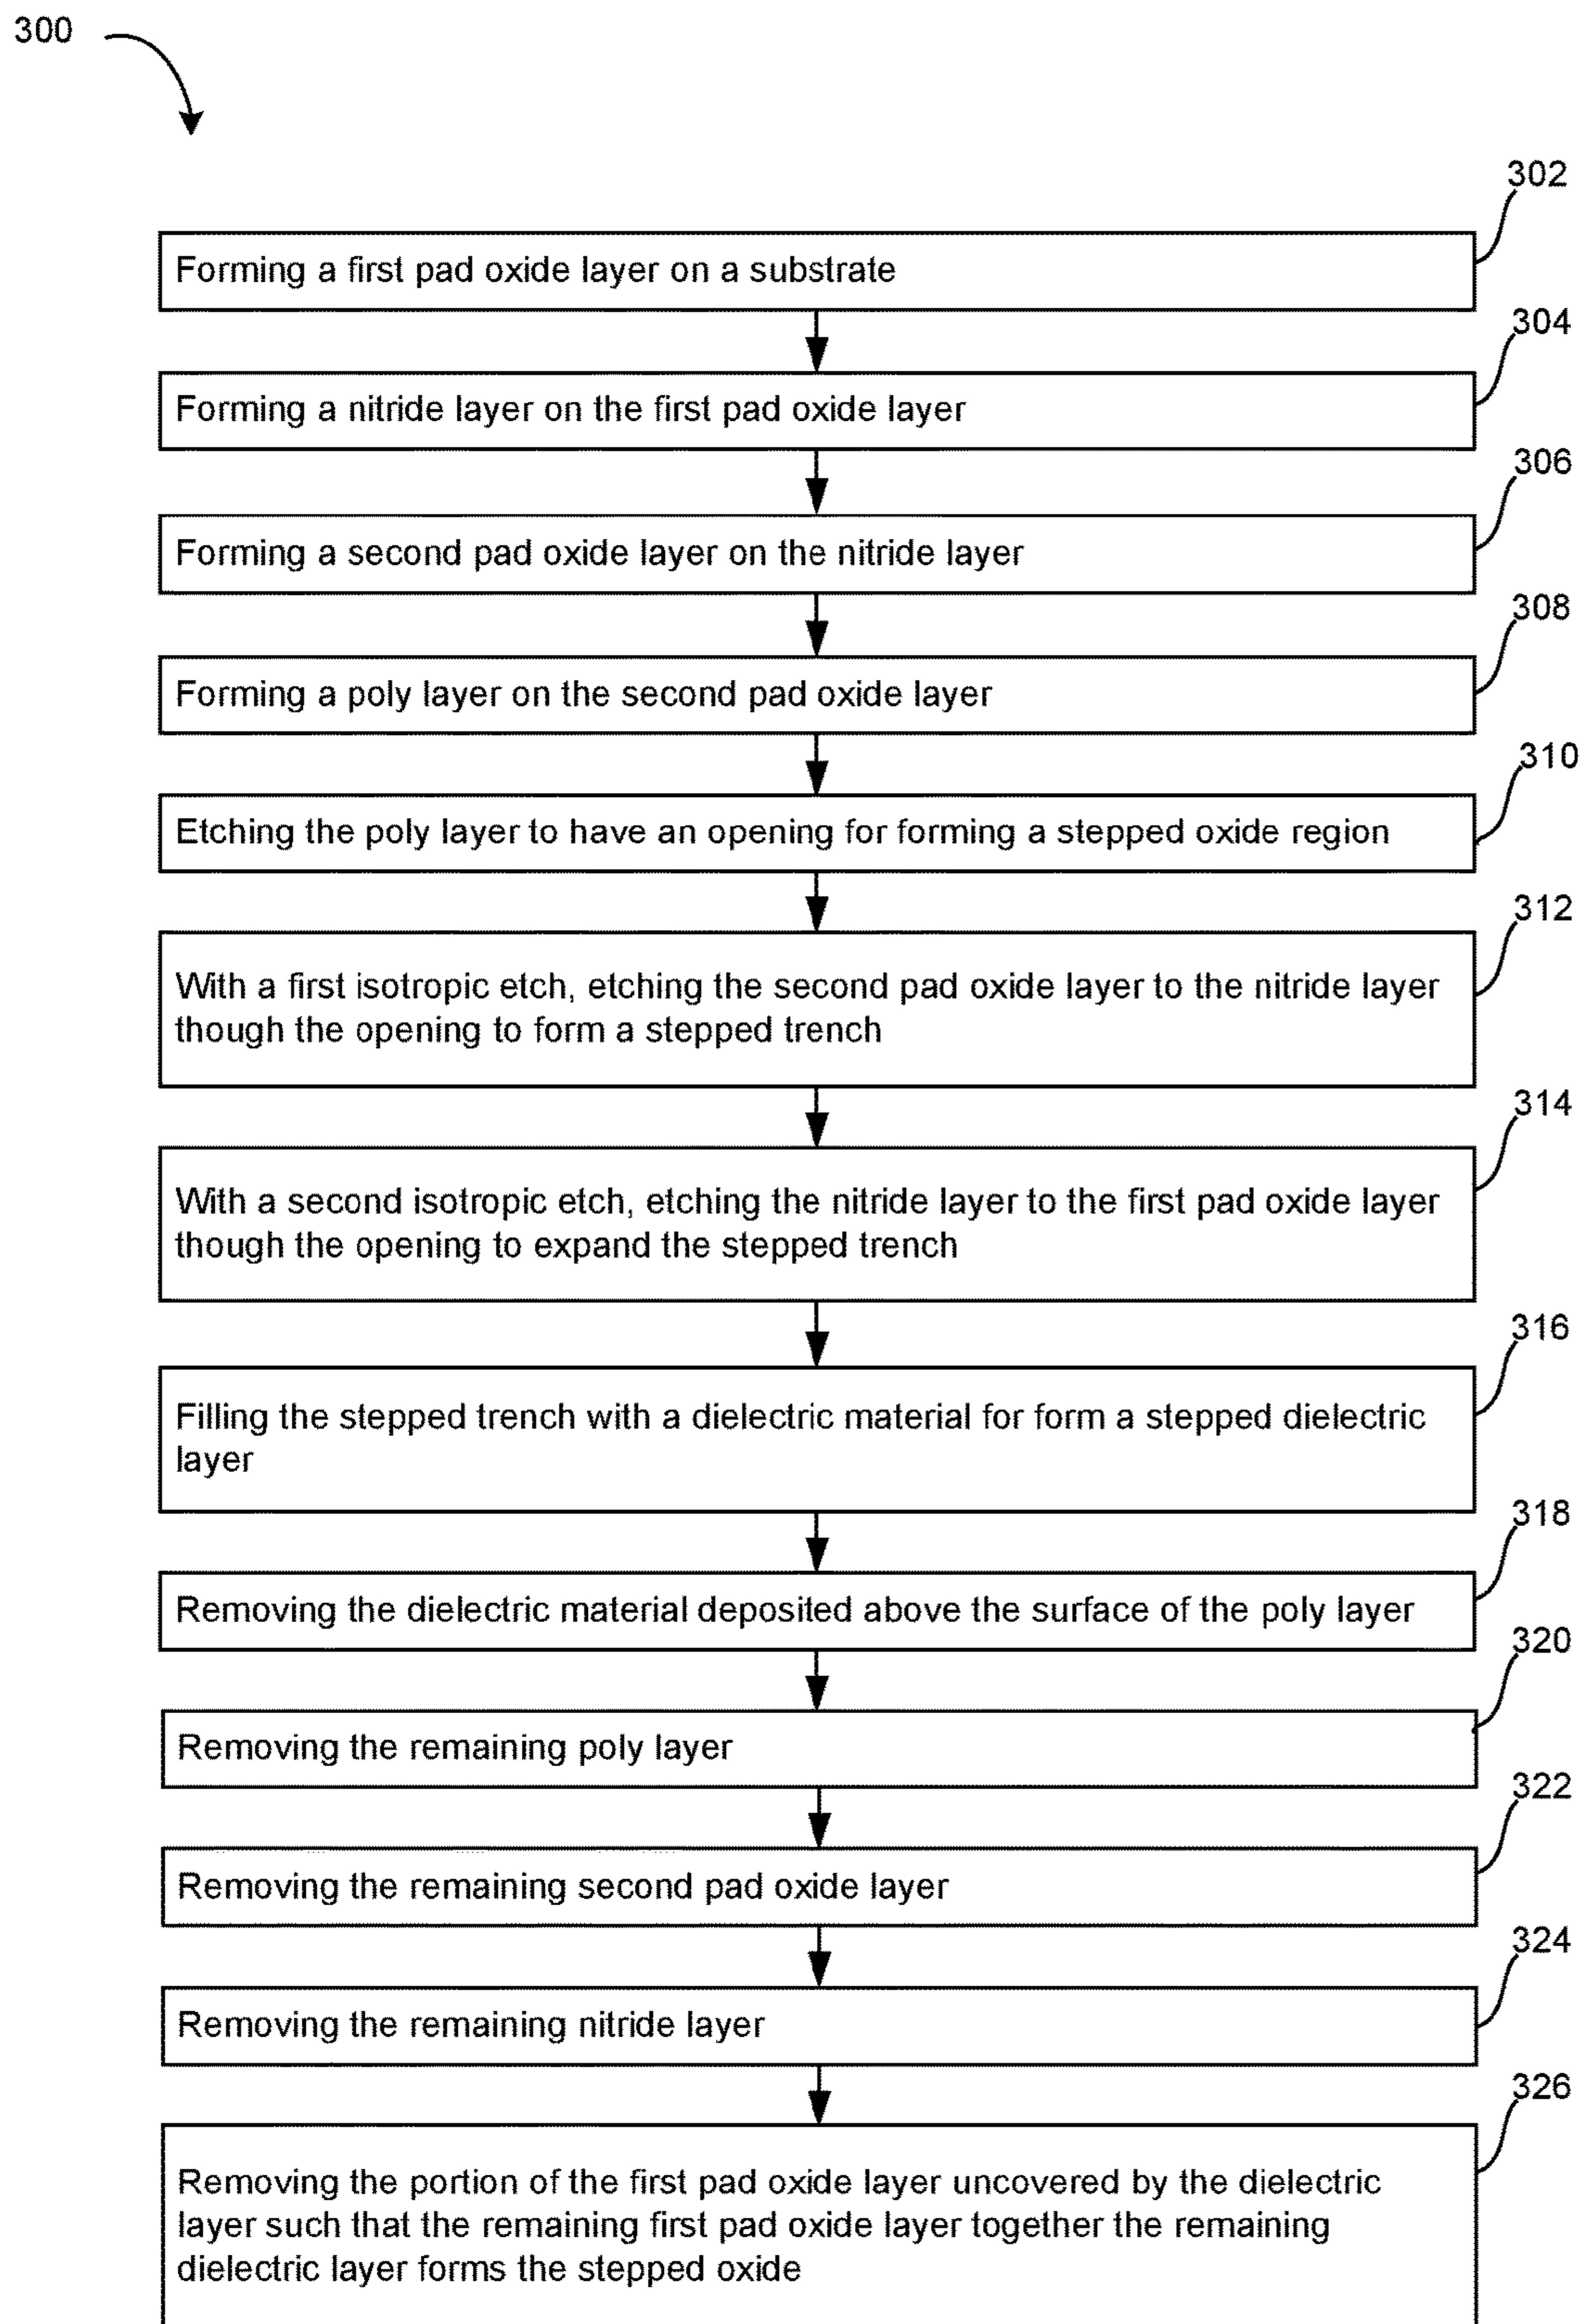 300
302
Forming a first pad oxide layer on a substrate
304
Forming a nitride layer on the first pad oxide layer
306
Forming a second pad oxide layer on the nitride layer
308
Forming a poly layer on the second pad oxide layer
310
Etching the poly layer to have an opening for forming a stepped oxide region
312
With a first isotropic etch, etching the second pad oxide layer to the nitride layer
though the opening to form a stepped trench
314
With a second isotropic etch, etching the nitride layer to the first pad oxide layer
though the opening to expand the stepped trench
316
Filling the stepped trench with a dielectric material for form a stepped dielectric
layer
318
Removing the dielectric material deposited above the surface of the poly layer
320
Removing the remaining poly layer
322
Removing the remaining second pad oxide layer
324
Removing the remaining nitride layer
326
Removing the portion of the first pad oxide layer uncovered by the dielectric
layer such that the remaining first pad oxide layer together the remaining
dielectric layer forms the stepped oxide